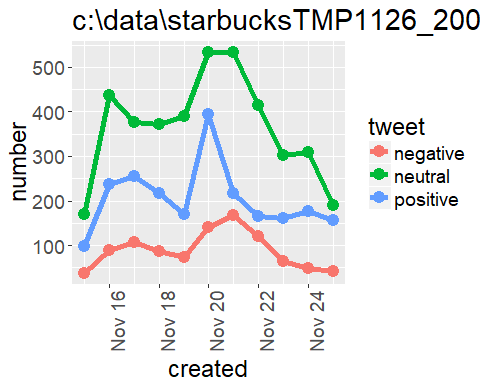 c:\data\starbucksTMP1126_200
number
500
400
300
200
100
Nov 16
Nov 18
Nov 20
Nov 22
Nov 24
created
tweet
negative
neutral
positive